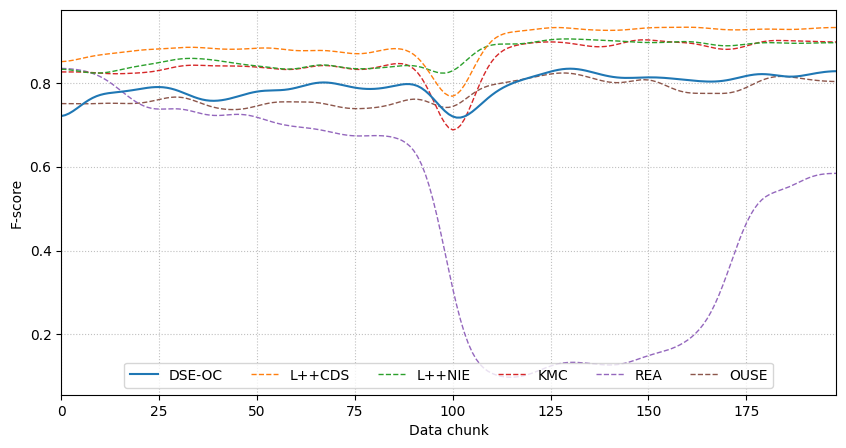 F-score
0.8
0.6
0.4
0.2
DSE-OC L++CDS L++NIE KMC REA OUSE
0 25 50 75 100 125 150 175
Data chunk